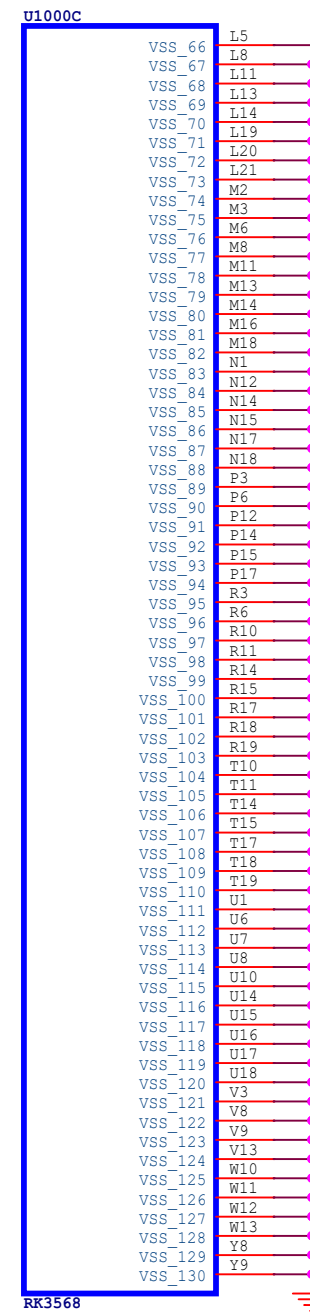 U1000C
VSS_66 L5
VSS_67 L8
VSS_68 L11
VSS_69 L13
VSS_70 L14
VSS_71 L19
VSS_72 L20
VSS_73 L21
VSS_74 M2
VSS_75 M3
VSS_76 M6
VSS_77 M8
VSS_78 M11
VSS_79 M13
VSS_80 M14
VSS_81 M16
VSS_82 M18
VSS_83 N1
VSS_84 N12
VSS_85 N14
VSS_86 N15
VSS_87 N17
VSS_88 N18
VSS_89 P3
VSS_90 P6
VSS_91 P12
VSS_92 P14
VSS_93 P15
VSS_94 P17
VSS_95 R3
VSS_96 R6
VSS_97 R10
VSS_98 R11
VSS_99 R14
VSS_100 R15
VSS_101 R17
VSS_102 R18
VSS_103 R19
VSS_104 T10
VSS_105 T11
VSS_106 T14
VSS_107 T15
VSS_108 T17
VSS_109 T18
VSS_110 T19
VSS_111 U1
VSS_112 U6
VSS_113 U7
VSS_114 U8
VSS_115 U10
VSS_116 U14
VSS_117 U15
VSS_118 U16
VSS_119 U17
VSS_120 U18
VSS_121 V3
VSS_122 V8
VSS_123 V9
VSS_124 V13
VSS_125 W10
VSS_126 W11
VSS_127 W12
VSS_128 W13
VSS_129 Y8
VSS_130 Y9
RK3568